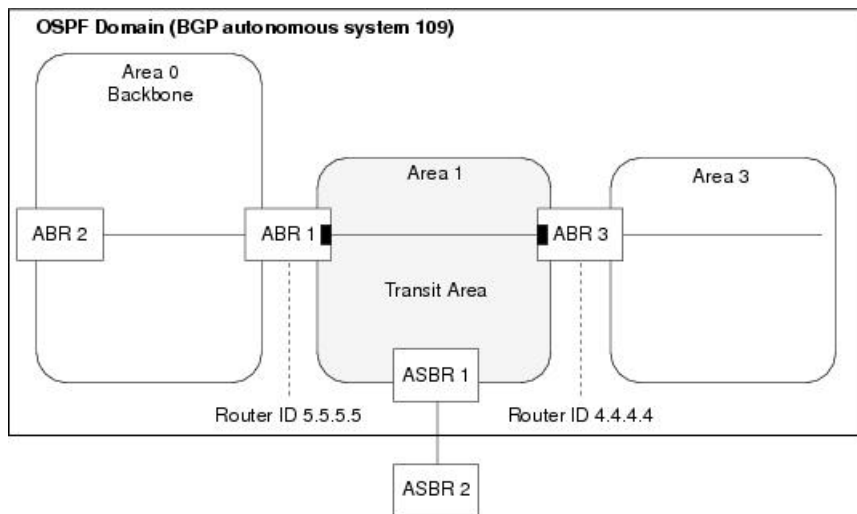 OSPF Domain (BGP autonomous system 109)
Area 0
Backbone
Area 1
Area 3
ABR 2
ABR 1
ABR 3
Transit Area
ASBR 1
Router ID 5.5.5.5
Router ID 4.4.4.4
ASBR 2